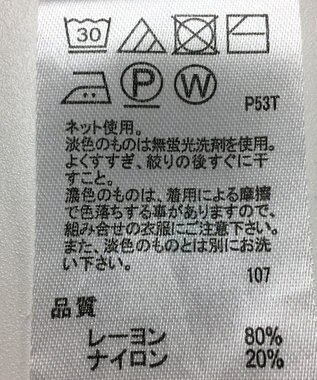 30
P W P53T
ネット使用。
淡色のものは無蛍光洗剤を使用。
よくすすぎ、絞りの後すぐに干
すこと。
濃色のものは、着用による摩擦
で色落ちする事がありますので、
組み合せの衣服にご注意下さい。
また、淡色のものとは別にお洗
い下さい。
107
品質
レーヨン 80%
ナイロン 20%